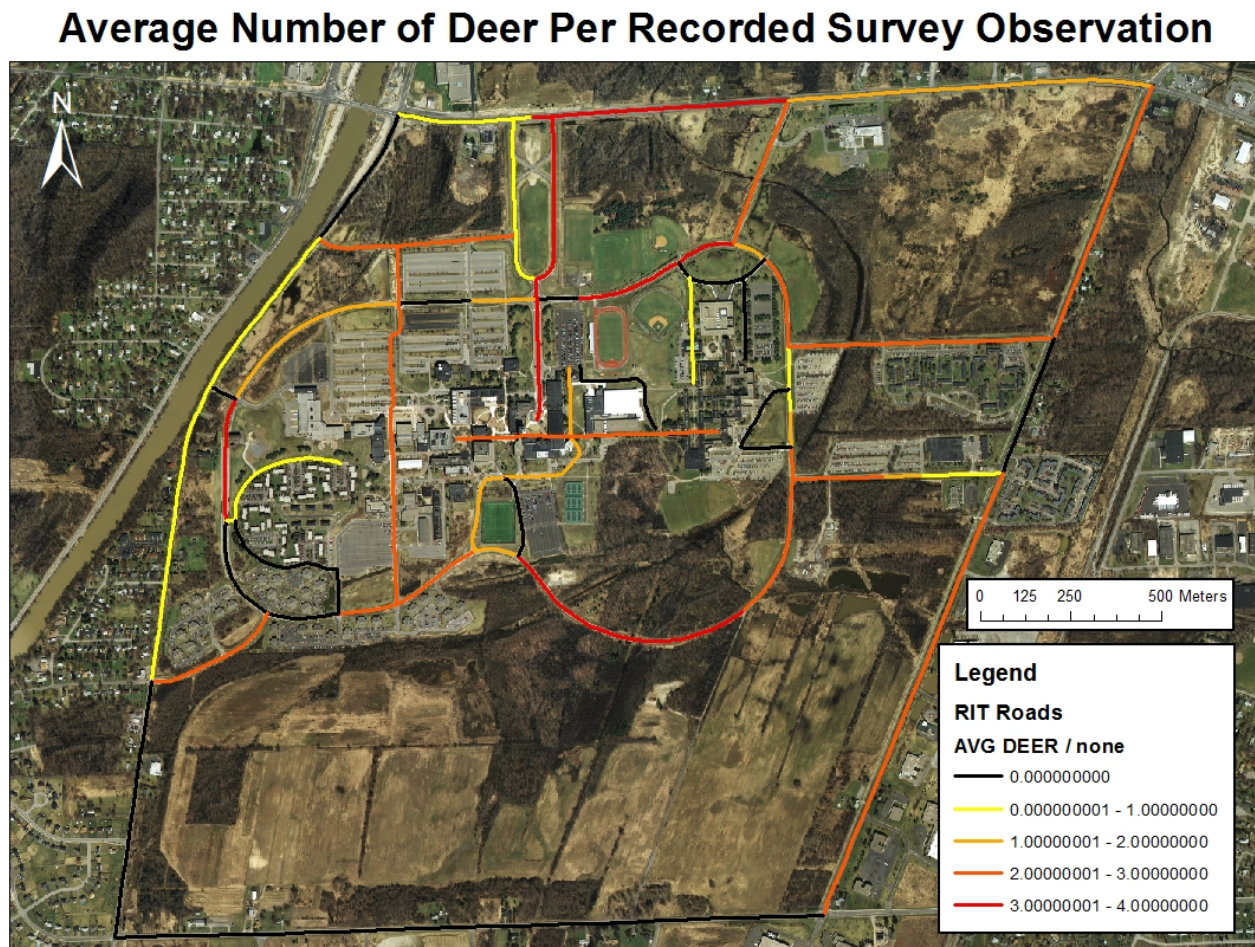 Average Number of Deer Per Recorded Survey Observation
N
0 125 250 500 Meters
Legend
RIT Roads
AVG DEER / none
0.000000000
0.000000001 - 1.00000000
1.00000001 - 2.00000000
2.00000001 - 3.00000000
3.00000001 - 4.00000000